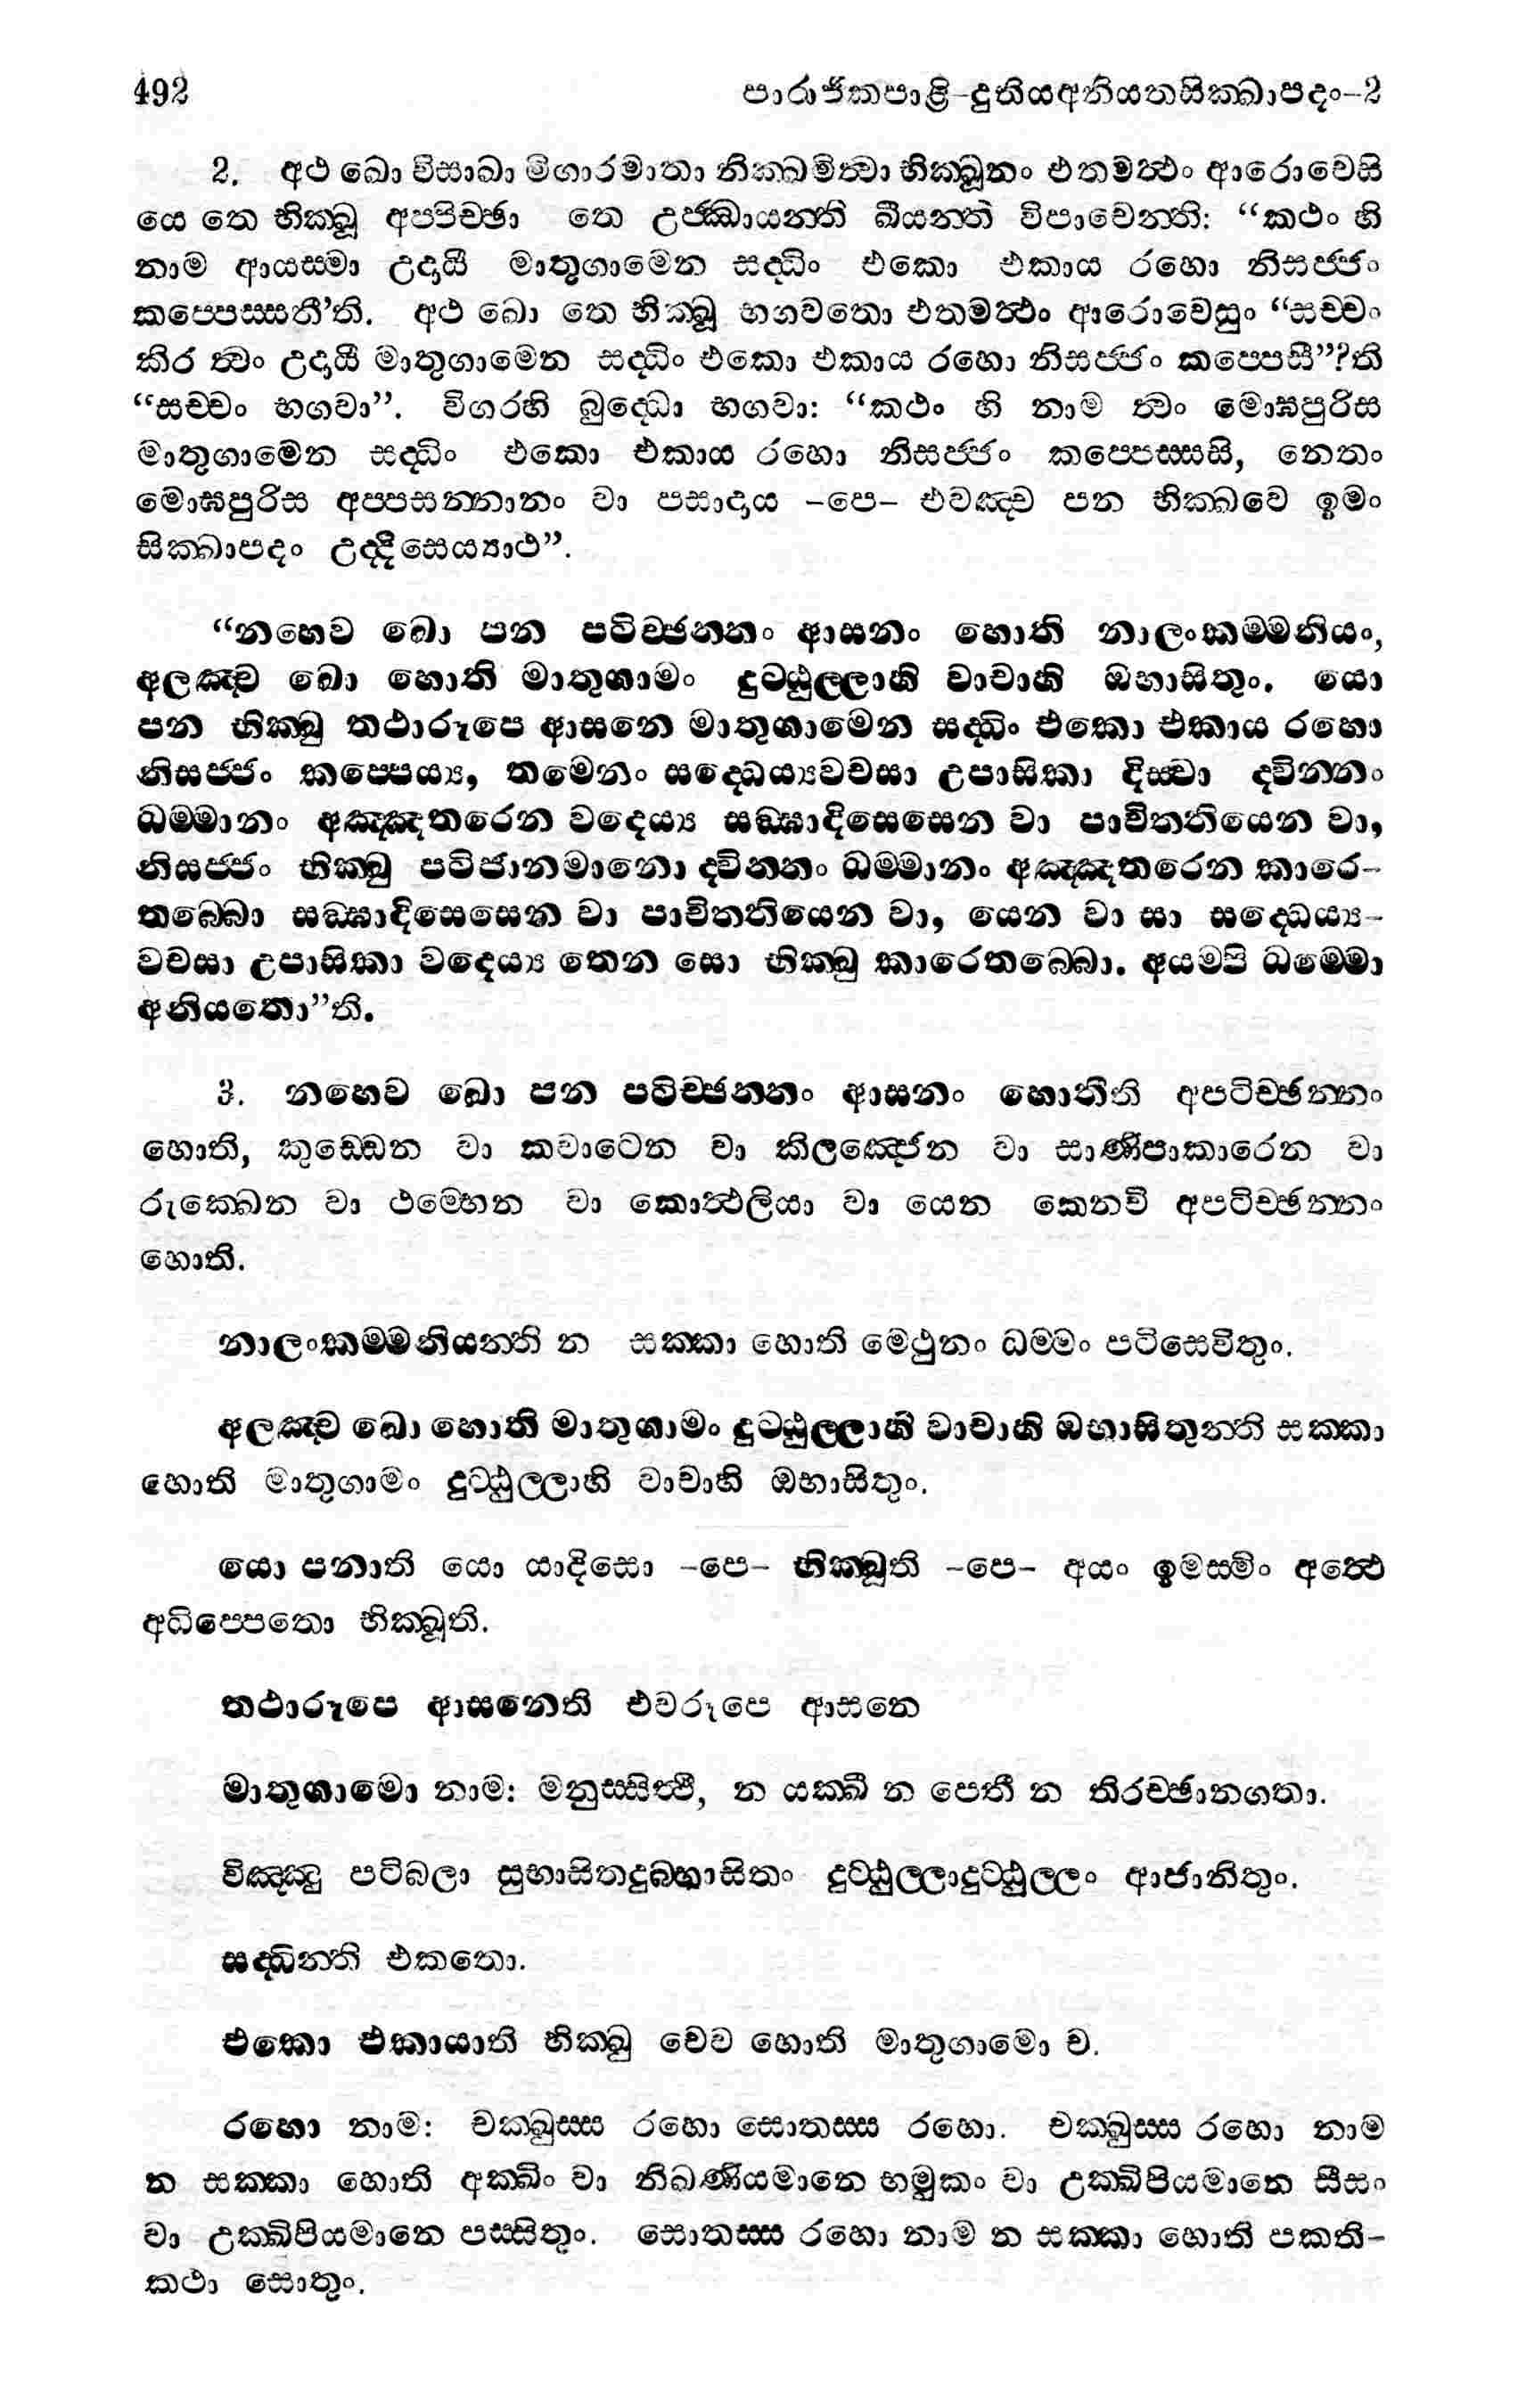 492 පාරාජිකපාළි-දුතියඅනියතසික්ඛාපදං-2
2. අථ ඛො විසාඛා මිගාරමාතා නික්ඛමිත්‍වා භික්ඛූනං එතමත්‍ථං ආරොචෙසි
යෙ තෙ භික්ඛූ අප්පිච්ඡා තෙ උජ්ඣායන්ති ඛීයන්ති විපාචෙන්ති: “කථං හි
නාම ආයස්මා උදායී මාතුගාමෙන සද්ධිං එකො එකාය රහො නිසජ්ජං
කප්පෙස්සතී’ති. අථ ඛො තෙ භික්ඛූ භගවතො එතමත්‍ථං ආරොචෙසුං “සච්චං
කිර ත්‍වං උදායී මාතුගාමෙන සද්ධිං එකො එකාය රහො නිසජ්ජං කප්පෙසී”?ති
“සච්චං භගවා”. විගරහි බුද්ධො භගවා: “කථං හි නාම ත්‍වං මොඝපුරිස
මාතුගාමෙන සද්ධිං එකො එකාය රහො නිසජ්ජං කප්පෙස්සසි, නෙතං
මොඝපුරිස අප්පසන්නානං වා පසාදාය -පෙ- එවඤ්ච පන භික්ඛවෙ ඉමං
සික්ඛාපදං උද්දිසෙය්‍යාථ”.
“නහෙව ඛො පන පටිච්ඡන්නං ආසනං හොති නාලංකම්මනියං,
අලඤ්ච ඛො හොති මාතුගාමං දුට්ඨුල්ලාහි වාචාහි ඔභාසිතුං. යො
පන භික්ඛු තථාරූපෙ ආසනෙ මාතුගාමෙන සද්ධිං එකො එකාය රහො
නිසජ්ජං කප්පෙය්‍ය, තමෙනං සද්ධෙය්‍යවචසා උපාසිකා දිස්වා ද්වින්නං
ධම්මානං අඤ්ඤතරෙන වදෙය්‍ය සඞ්ඝාදිසෙසෙන වා පාචිත්තියෙන වා,
නිසජ්ජං භික්ඛු පටිජානමානො ද්වින්නං ධම්මානං අඤ්ඤතරෙන කාරෙ-
තබ්බො සඞ්ඝාදිසෙසෙන වා පාචිත්තියෙන වා, යෙන වා සා සද්ධෙය්‍ය-
වචසා උපාසිකා වදෙය්‍ය තෙන සො භික්ඛු කාරෙතබ්බො. අයම්පි ධම්මො
අනියතො”ති.
3. නහෙව ඛො පන පටිච්ඡන්නං ආසනං හොතීති අපටිච්ඡන්නං
හොති, කුඩ්ඩෙන වා කවාටෙන වා කිලඤ්ජෙන වා සාණිපාකාරෙන වා
රුක්ඛෙන වා ථම්භෙන වා කොත්‍ථලියා වා යෙන කෙනචි අපටිච්ඡන්නං
හොති.
නාලංකම්මනියන්ති න සක්කා හොති මෙථුනං ධම්මං පටිසෙවිතුං.
අලඤ්ච ඛො හොති මාතුගාමං දුට්ඨුල්ලාහි වාචාහි ඔභාසිතුන්ති සක්කා
හොති මාතුගාමං දුට්ඨුල්ලාහි වාචාහි ඔභාසිතුං.
යො පනාති යො යාදිසො -පෙ- භික්ඛූති -පෙ- අයං ඉමස්මිං අත්‍ථෙ
අධිප්පෙතො භික්ඛූති.
තථාරූපෙ ආසනෙති එවරූපෙ ආසනෙ
මාතුගාමො නාම: මනුස්සිත්‍ථී, න යක්ඛී න පෙතී න තිරච්ඡානගතා.
විඤ්ඤු පටිබලා සුභාසිතදුබ්භාසිතං දුට්ඨුල්ලාදුට්ඨුල්ලං ආජානිතුං.
සද්ධින්ති එකතො.
එකො එකායාති භික්ඛු චෙව හොති මාතුගාමො ච.
රහො නාම: චක්ඛුස්ස රහො සොතස්ස රහො. චක්ඛුස්ස රහො නාම
න සක්කා හොති අක්ඛිං වා නිඛණියමානෙ භමුකං වා උක්ඛිපියමානෙ සීසං
වා උක්ඛිපියමානෙ පස්සිතුං. සොතස්ස රහො නාම න සක්කා හොති පකති-
කථා සොතුං.